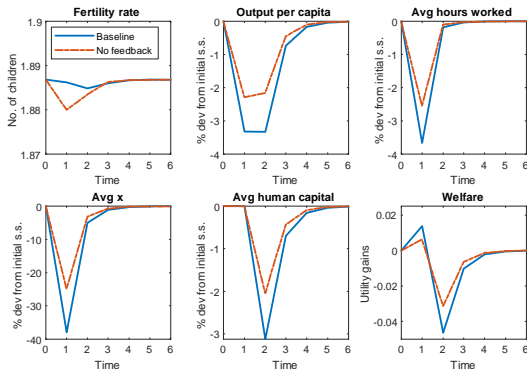 Fertility rate
No. of children
1.9
1.89
1.88
1.87
Baseline
No feedback
0 1 2 3 4 5 6
Time
Output per capita
% dev from initial s.s.
0
-1
-2
-3
-4
0 1 2 3 4 5 6
Time
Avg hours worked
% dev from initial s.s.
0
-1
-2
-3
-4
0 1 2 3 4 5 6
Time
Avg x
% dev from initial s.s.
0
-10
-20
-30
-40
0 1 2 3 4 5 6
Time
Avg human capital
% dev from initial s.s.
0
-1
-2
-3
0 1 2 3 4 5 6
Time
Welfare
Utility gains
0.02
0
-0.02
-0.04
0 1 2 3 4 5 6
Time